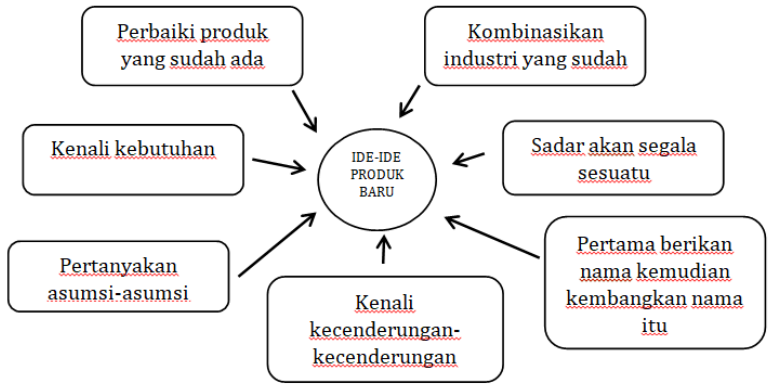 Perbaiki produk
yang sudah ada
Kombinasikan
industri yang sudah
Kenali kebutuhan
IDE-IDE
PRODUK
BARU
Sadar akan segala
sesuatu
Pertanyakan
asumsi-asumsi
Kenali
kecenderungan-
kecenderungan
Pertama berikan
nama kemudian
kembangkan nama
itu